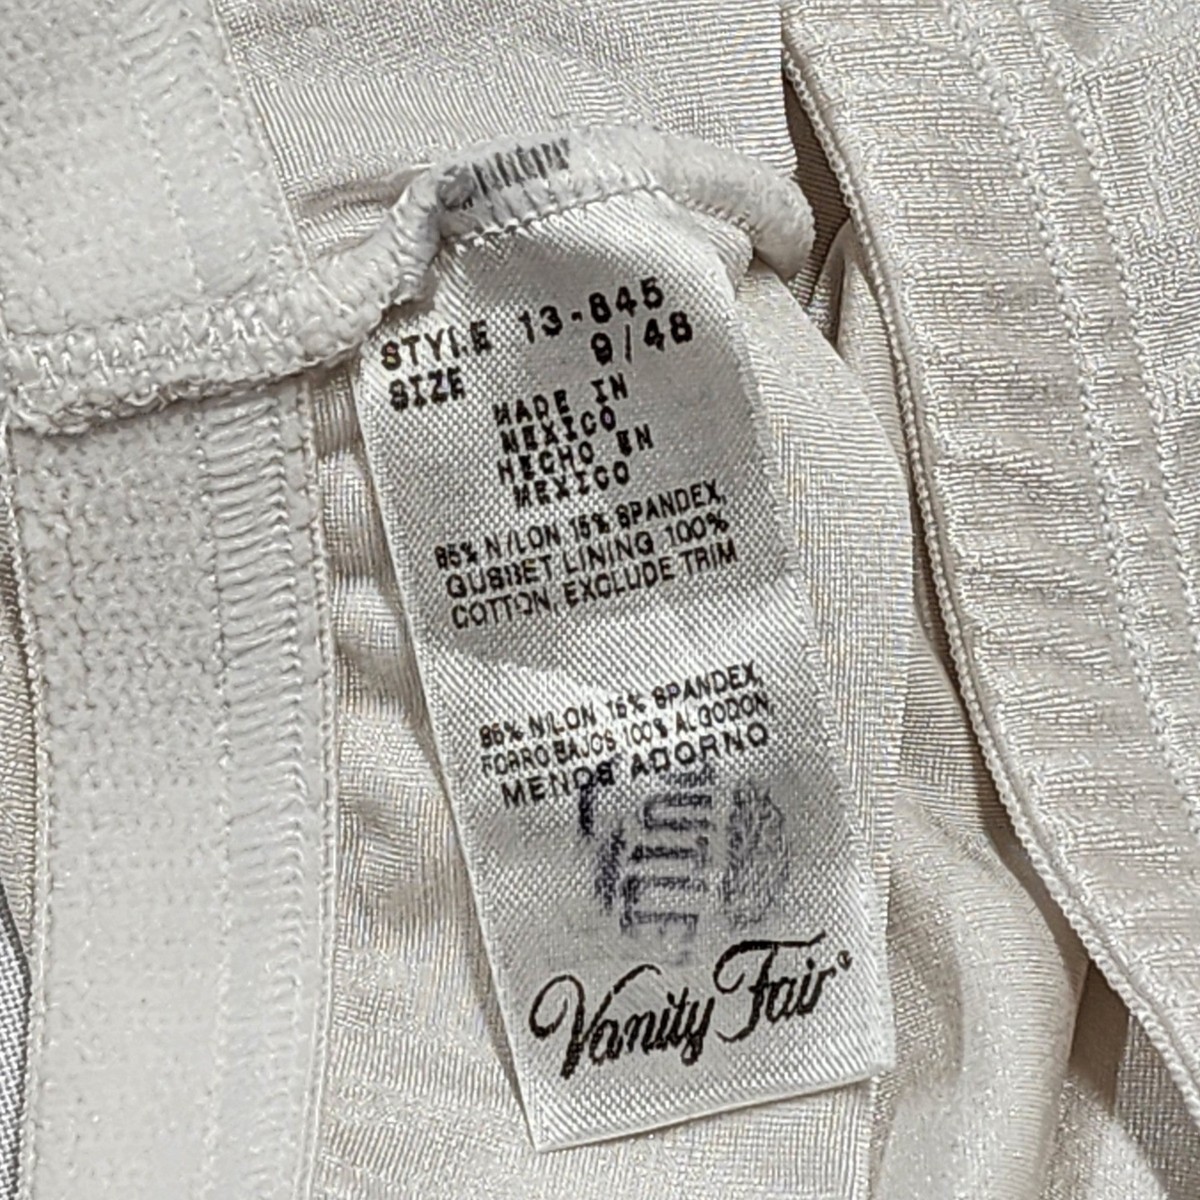 STYLE 13-845
SIZE 9/48
MADE IN
MEXICO
HECHO EN
MEXICO
85% NYLON 15% SPANDEX,
GUSSET LINING 100%
COTTON, EXCLUDE TRIM
85% NILON 15% SPANDEX,
FORRO BAJOS 100% ALGODON,
MENOS ADORNO
Vanity Fair®